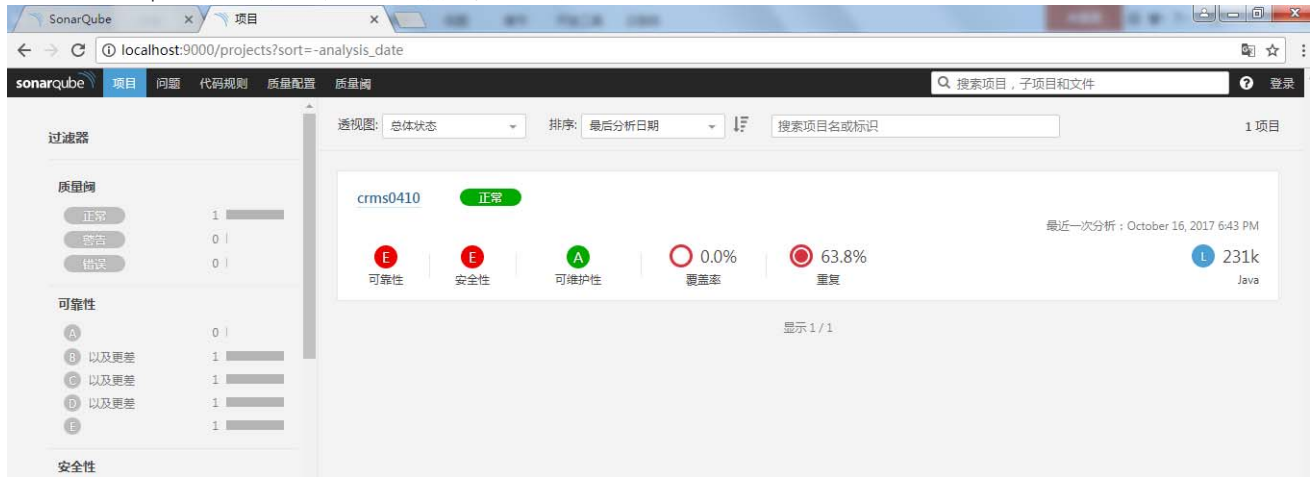 SonarQube
项目
localhost:9000/projects?sort=-analysis_date
sonarqube 项目 问题 代码规则 质量配置 质量阈 搜索项目，子项目和文件 ? 登录
过滤器
透视图: 总体状态 排序: 最后分析日期 搜索项目名或标识 1 项目
质量阈
正常 1
警告 0
错误 0
可靠性
A 0
B 以及更差 1
C 以及更差 1
D 以及更差 1
E 1
安全性
crms0410 正常
最近一次分析：October 16, 2017 6:43 PM
E E A 0.0% 63.8% L 231k
可靠性 安全性 可维护性 覆盖率 重复 Java
显示 1 / 1